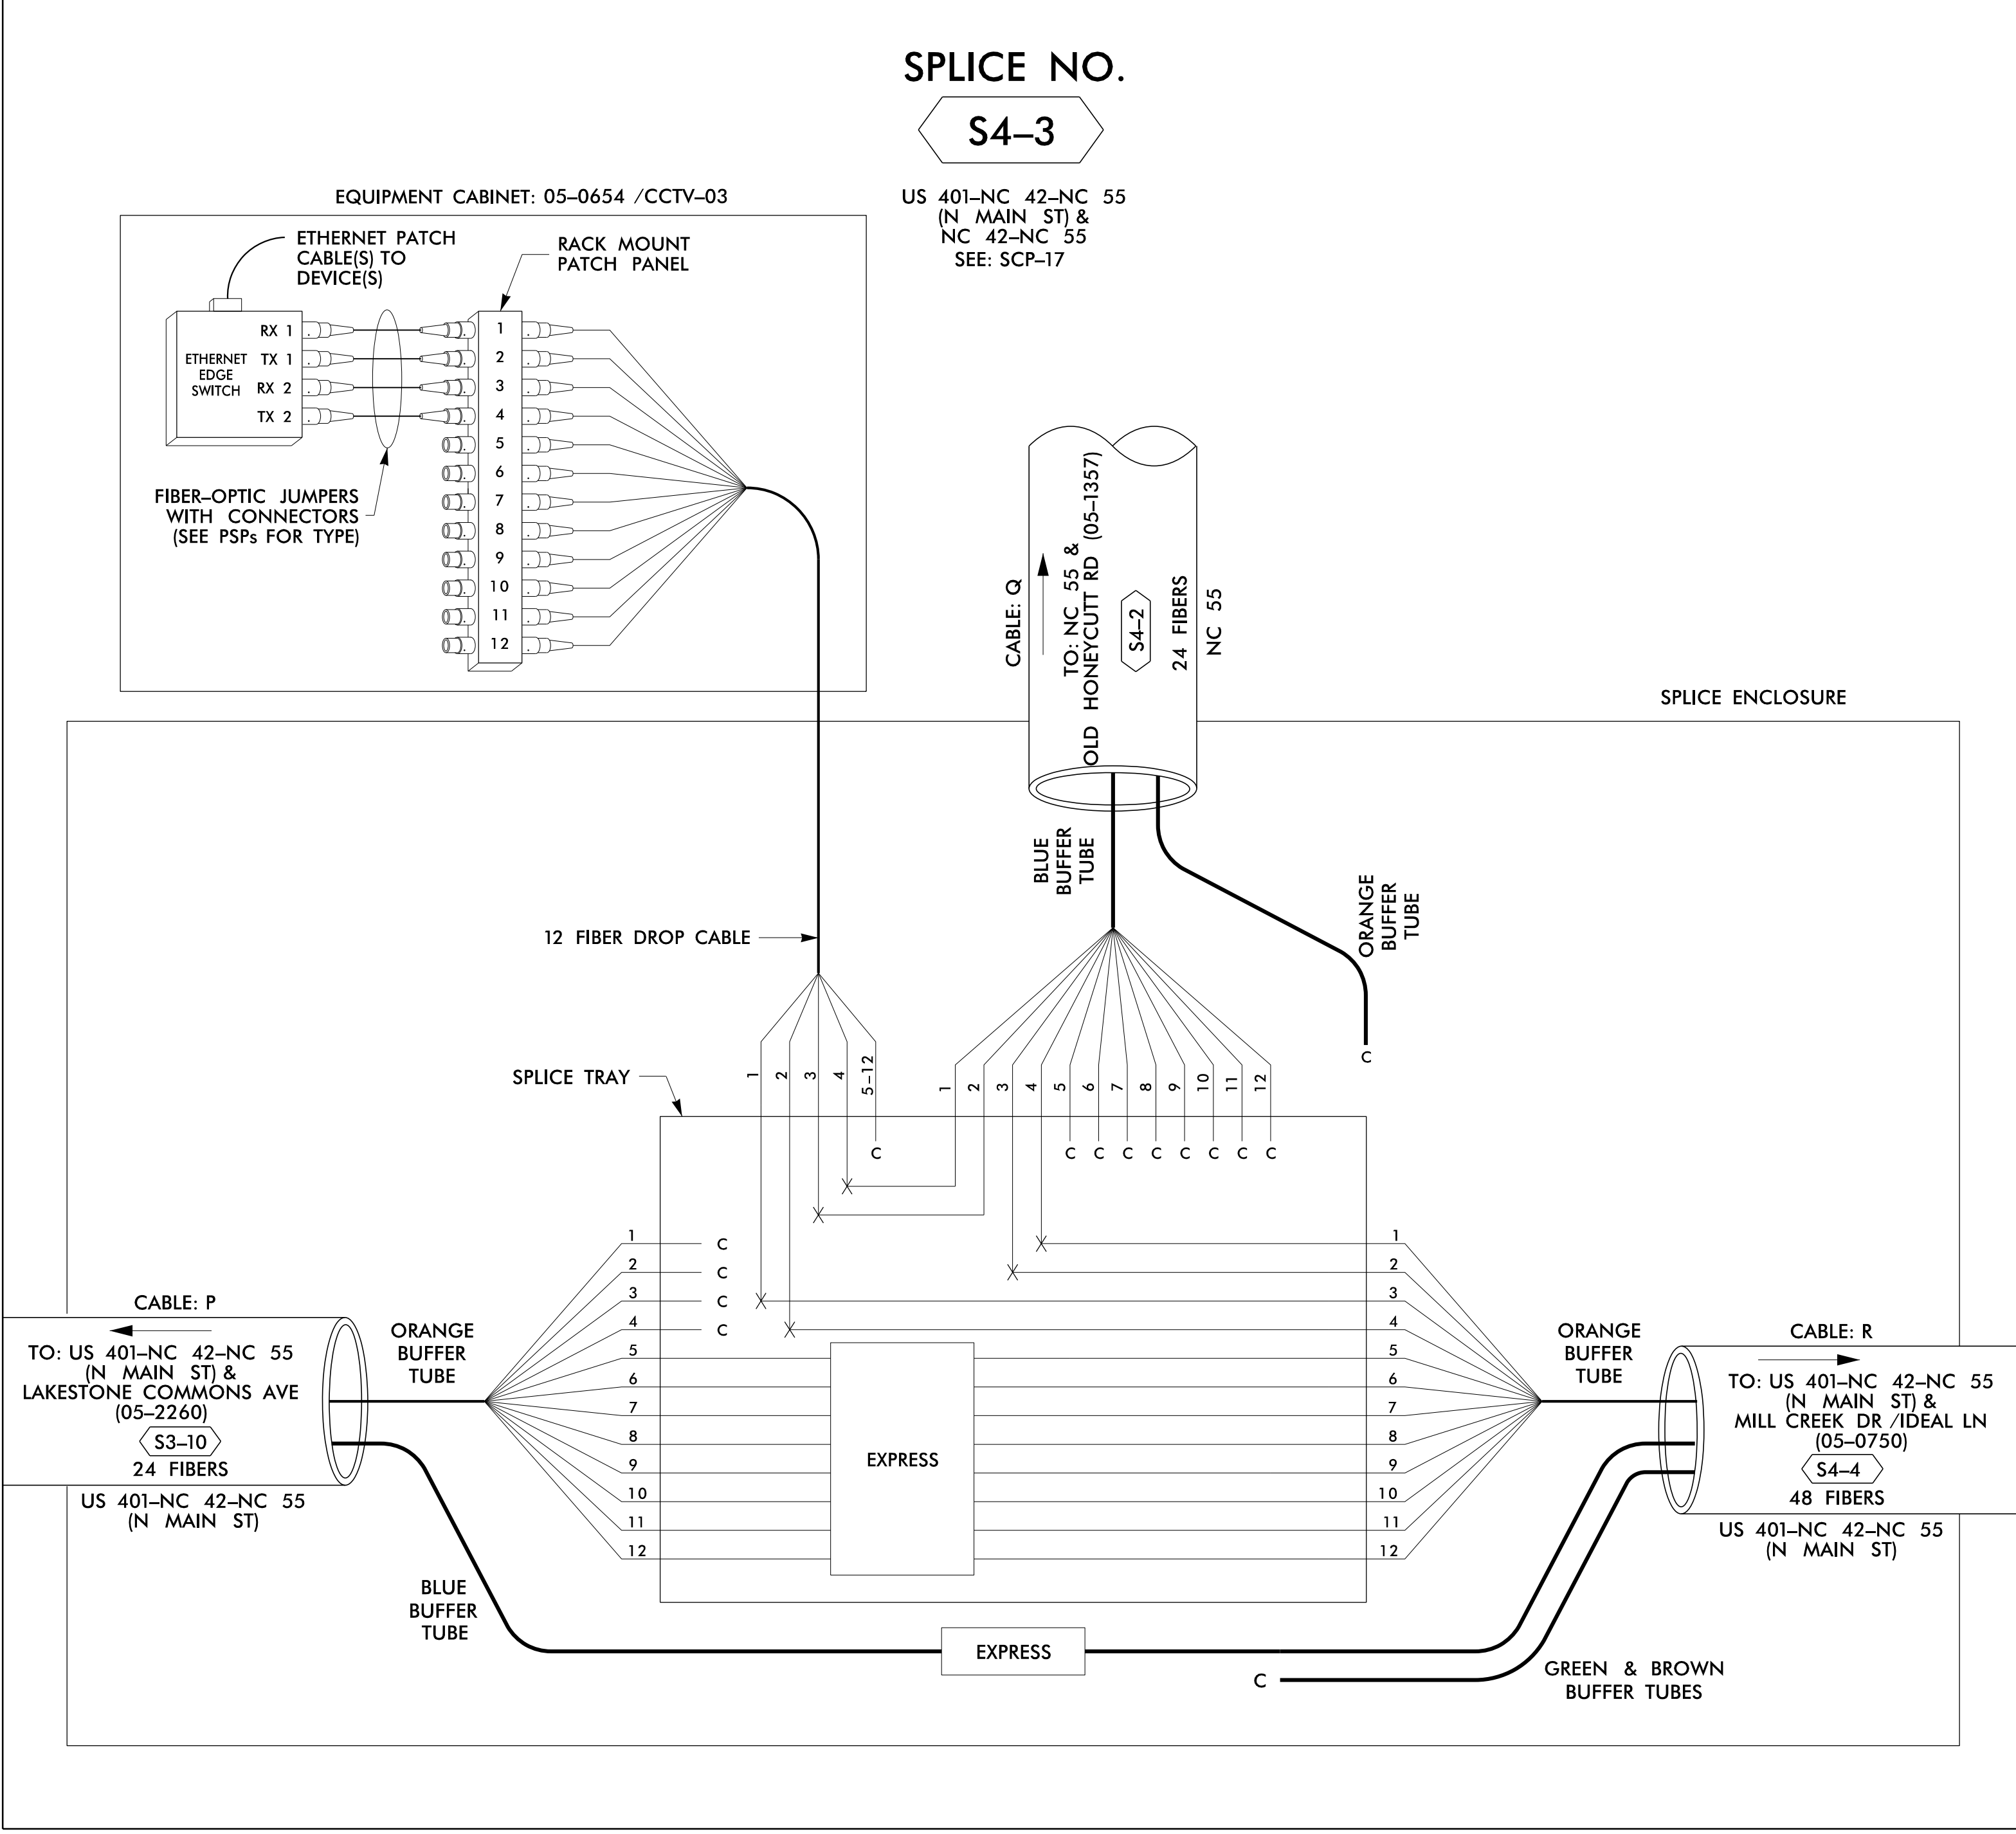 SPLICE NO.
S4–3
US 401–NC 42–NC 55
(N MAIN ST) &
NC 42–NC 55
SEE: SCP–17
EQUIPMENT CABINET: 05–0654 /CCTV–03
ETHERNET PATCH
CABLE(S) TO
DEVICE(S)
RACK MOUNT
PATCH PANEL
RX 1
TX 1
RX 2
TX 2
ETHERNET
EDGE
SWITCH
1
2
3
4
5
6
7
8
9
10
11
12
FIBER–OPTIC JUMPERS
WITH CONNECTORS
(SEE PSPs FOR TYPE)
CABLE: Q
TO: NC 55 &
OLD HONEYCUTT RD (05–1357)
S4–2
24 FIBERS
NC 55
SPLICE ENCLOSURE
BLUE
BUFFER
TUBE
ORANGE
BUFFER
TUBE
C
12 FIBER DROP CABLE
SPLICE TRAY
1
2
3
4
5–12
1
2
3
4
5
6
7
8
9
10
11
12
C
C
C
C
C
C
C
C
C
1
2
3
4
5
6
7
8
9
10
11
12
C
C
C
C
EXPRESS
1
2
3
4
5
6
7
8
9
10
11
12
CABLE: P
TO: US 401–NC 42–NC 55
(N MAIN ST) &
LAKESTONE COMMONS AVE
(05–2260)
S3–10
24 FIBERS
US 401–NC 42–NC 55
(N MAIN ST)
ORANGE
BUFFER
TUBE
BLUE
BUFFER
TUBE
EXPRESS
C
ORANGE
BUFFER
TUBE
GREEN & BROWN
BUFFER TUBES
CABLE: R
TO: US 401–NC 42–NC 55
(N MAIN ST) &
MILL CREEK DR /IDEAL LN
(05–0750)
S4–4
48 FIBERS
US 401–NC 42–NC 55
(N MAIN ST)